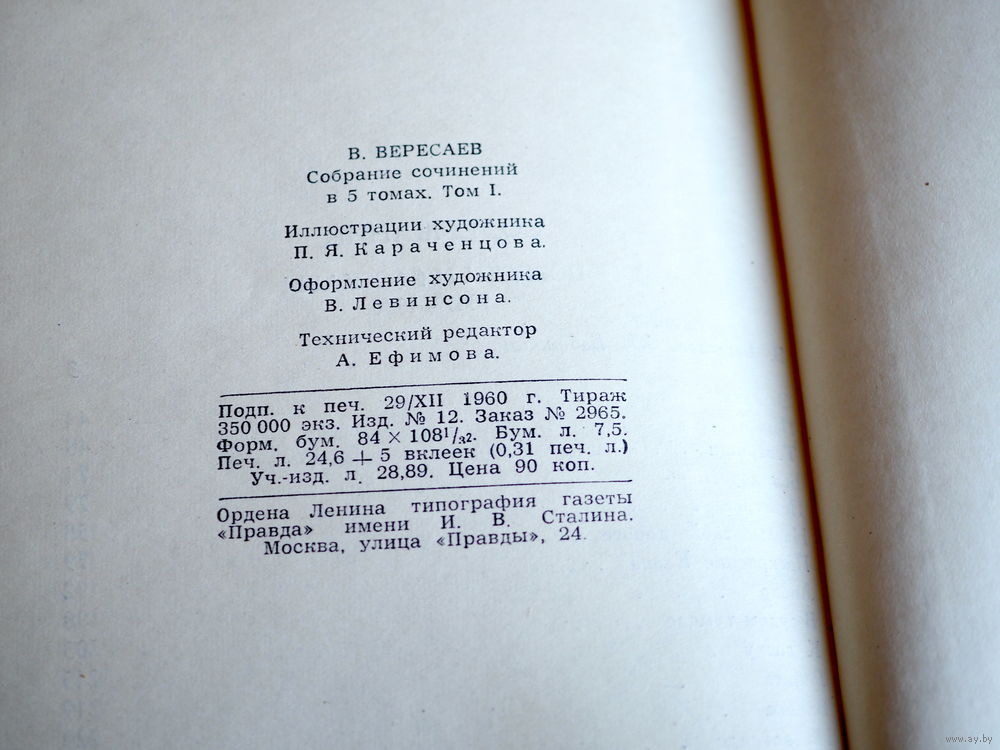 В. ВЕРЕСАЕВ
Собрание сочинений
в 5 томах. Том I.
Иллюстрации художника
П. Я. Караченцова.
Оформление художника
В. Левинсона.
Технический редактор
А. Ефимова.
Подп. к печ. 29/XII 1960 г. Тираж
350 000 экз. Изд. № 12. Заказ № 2965.
Форм. бум. 84 × 108¹/₃₂. Бум. л. 7,5.
Печ. л. 24,6 + 5 вклеек (0,31 печ. л.)
Уч.-изд. л. 28,89. Цена 90 коп.
Ордена Ленина типография газеты
«Правда» имени И. В. Сталина.
Москва, улица «Правды», 24.
www.ay.by